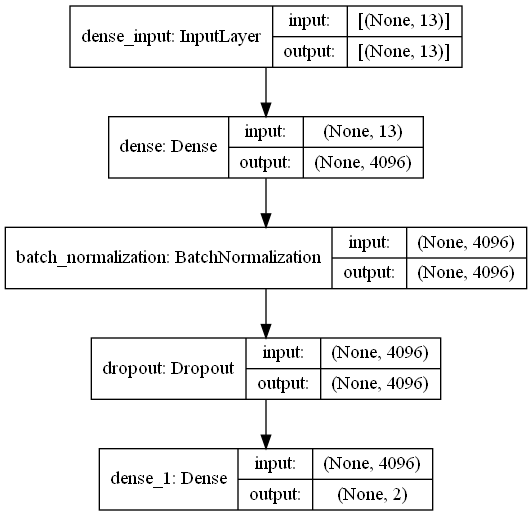 dense_input: InputLayer
input: [(None, 13)]
output: [(None, 13)]
dense: Dense
input: (None, 13)
output: (None, 4096)
batch_normalization: BatchNormalization
input: (None, 4096)
output: (None, 4096)
dropout: Dropout
input: (None, 4096)
output: (None, 4096)
dense_1: Dense
input: (None, 4096)
output: (None, 2)